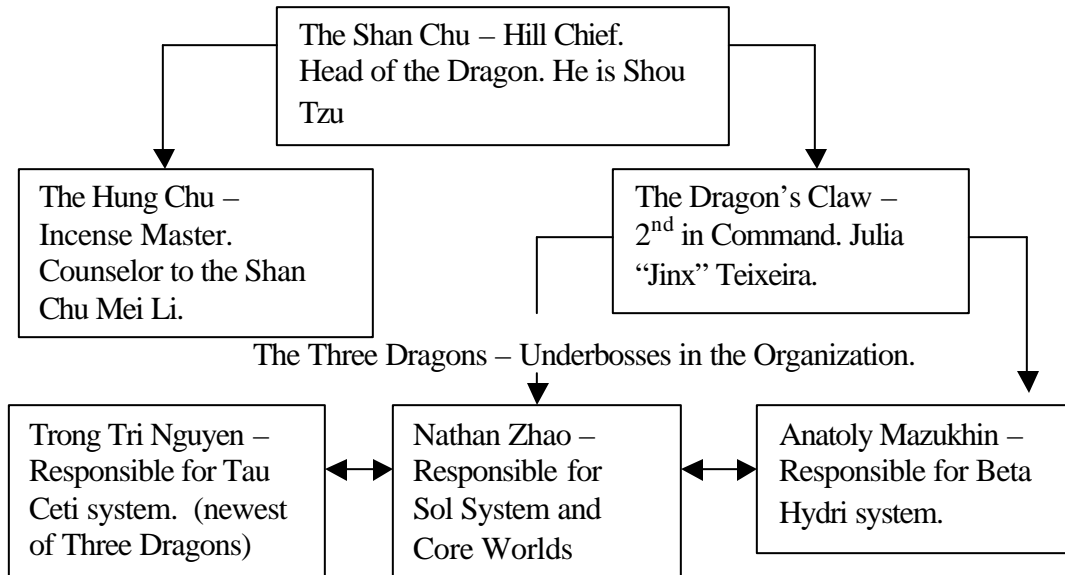 The Shan Chu – Hill Chief.
Head of the Dragon. He is Shou
Tzu
The Hung Chu –
Incense Master.
Counselor to the Shan
Chu Mei Li.
The Dragon’s Claw –
2nd in Command. Julia
“Jinx” Teixeira.
The Three Dragons – Underbosses in the Organization.
Trong Tri Nguyen –
Responsible for Tau
Ceti system.  (newest
of Three Dragons)
Nathan Zhao –
Responsible for
Sol System and
Core Worlds
Anatoly Mazukhin –
Responsible for Beta
Hydri system.